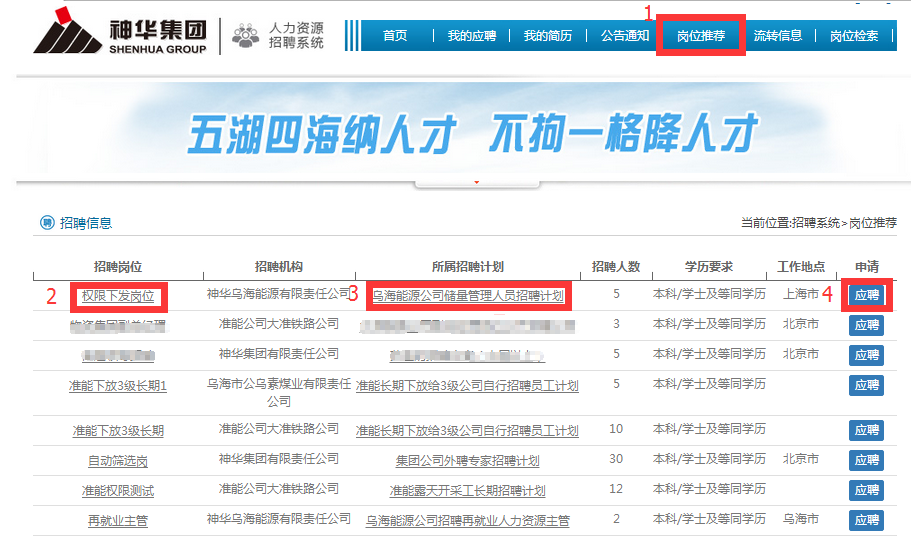 1
神华集团
SHENHUA GROUP
人力资源
招聘系统
首页 我的应聘 我的简历 公告通知 岗位推荐 流转信息 岗位检索
五湖四海纳人才 不拘一格降人才
聘 招聘信息
当前位置:招聘系统>岗位推荐
招聘岗位 招聘机构 所属招聘计划 招聘人数 学历要求 工作地点 申请
2 权限下发岗位 神华乌海能源有限责任公司 3 乌海能源公司储量管理人员招聘计划 5 本科/学士及等同学历 上海市 4 应聘
准能公司大准铁路公司 3 本科/学士及等同学历 北京市 应聘
神华集团有限责任公司 5 本科/学士及等同学历 北京市 应聘
准能下放3级长期1 乌海市公乌素煤业有限责任 准能长期下放给3级公司自行招聘员工计划 5 本科/学士及等同学历 应聘
公司
准能下放3级长期 准能公司大准铁路公司 准能长期下放给3级公司自行招聘员工计划 10 本科/学士及等同学历 应聘
自动筛选岗 神华集团有限责任公司 集团公司外聘专家招聘计划 30 本科/学士及等同学历 北京市 应聘
准能权限测试 准能公司大准铁路公司 准能露天开采工长期招聘计划 12 本科/学士及等同学历 应聘
再就业主管 神华乌海能源有限责任公司 乌海能源公司招聘再就业人力资源主管 2 本科/学士及等同学历 乌海市 应聘